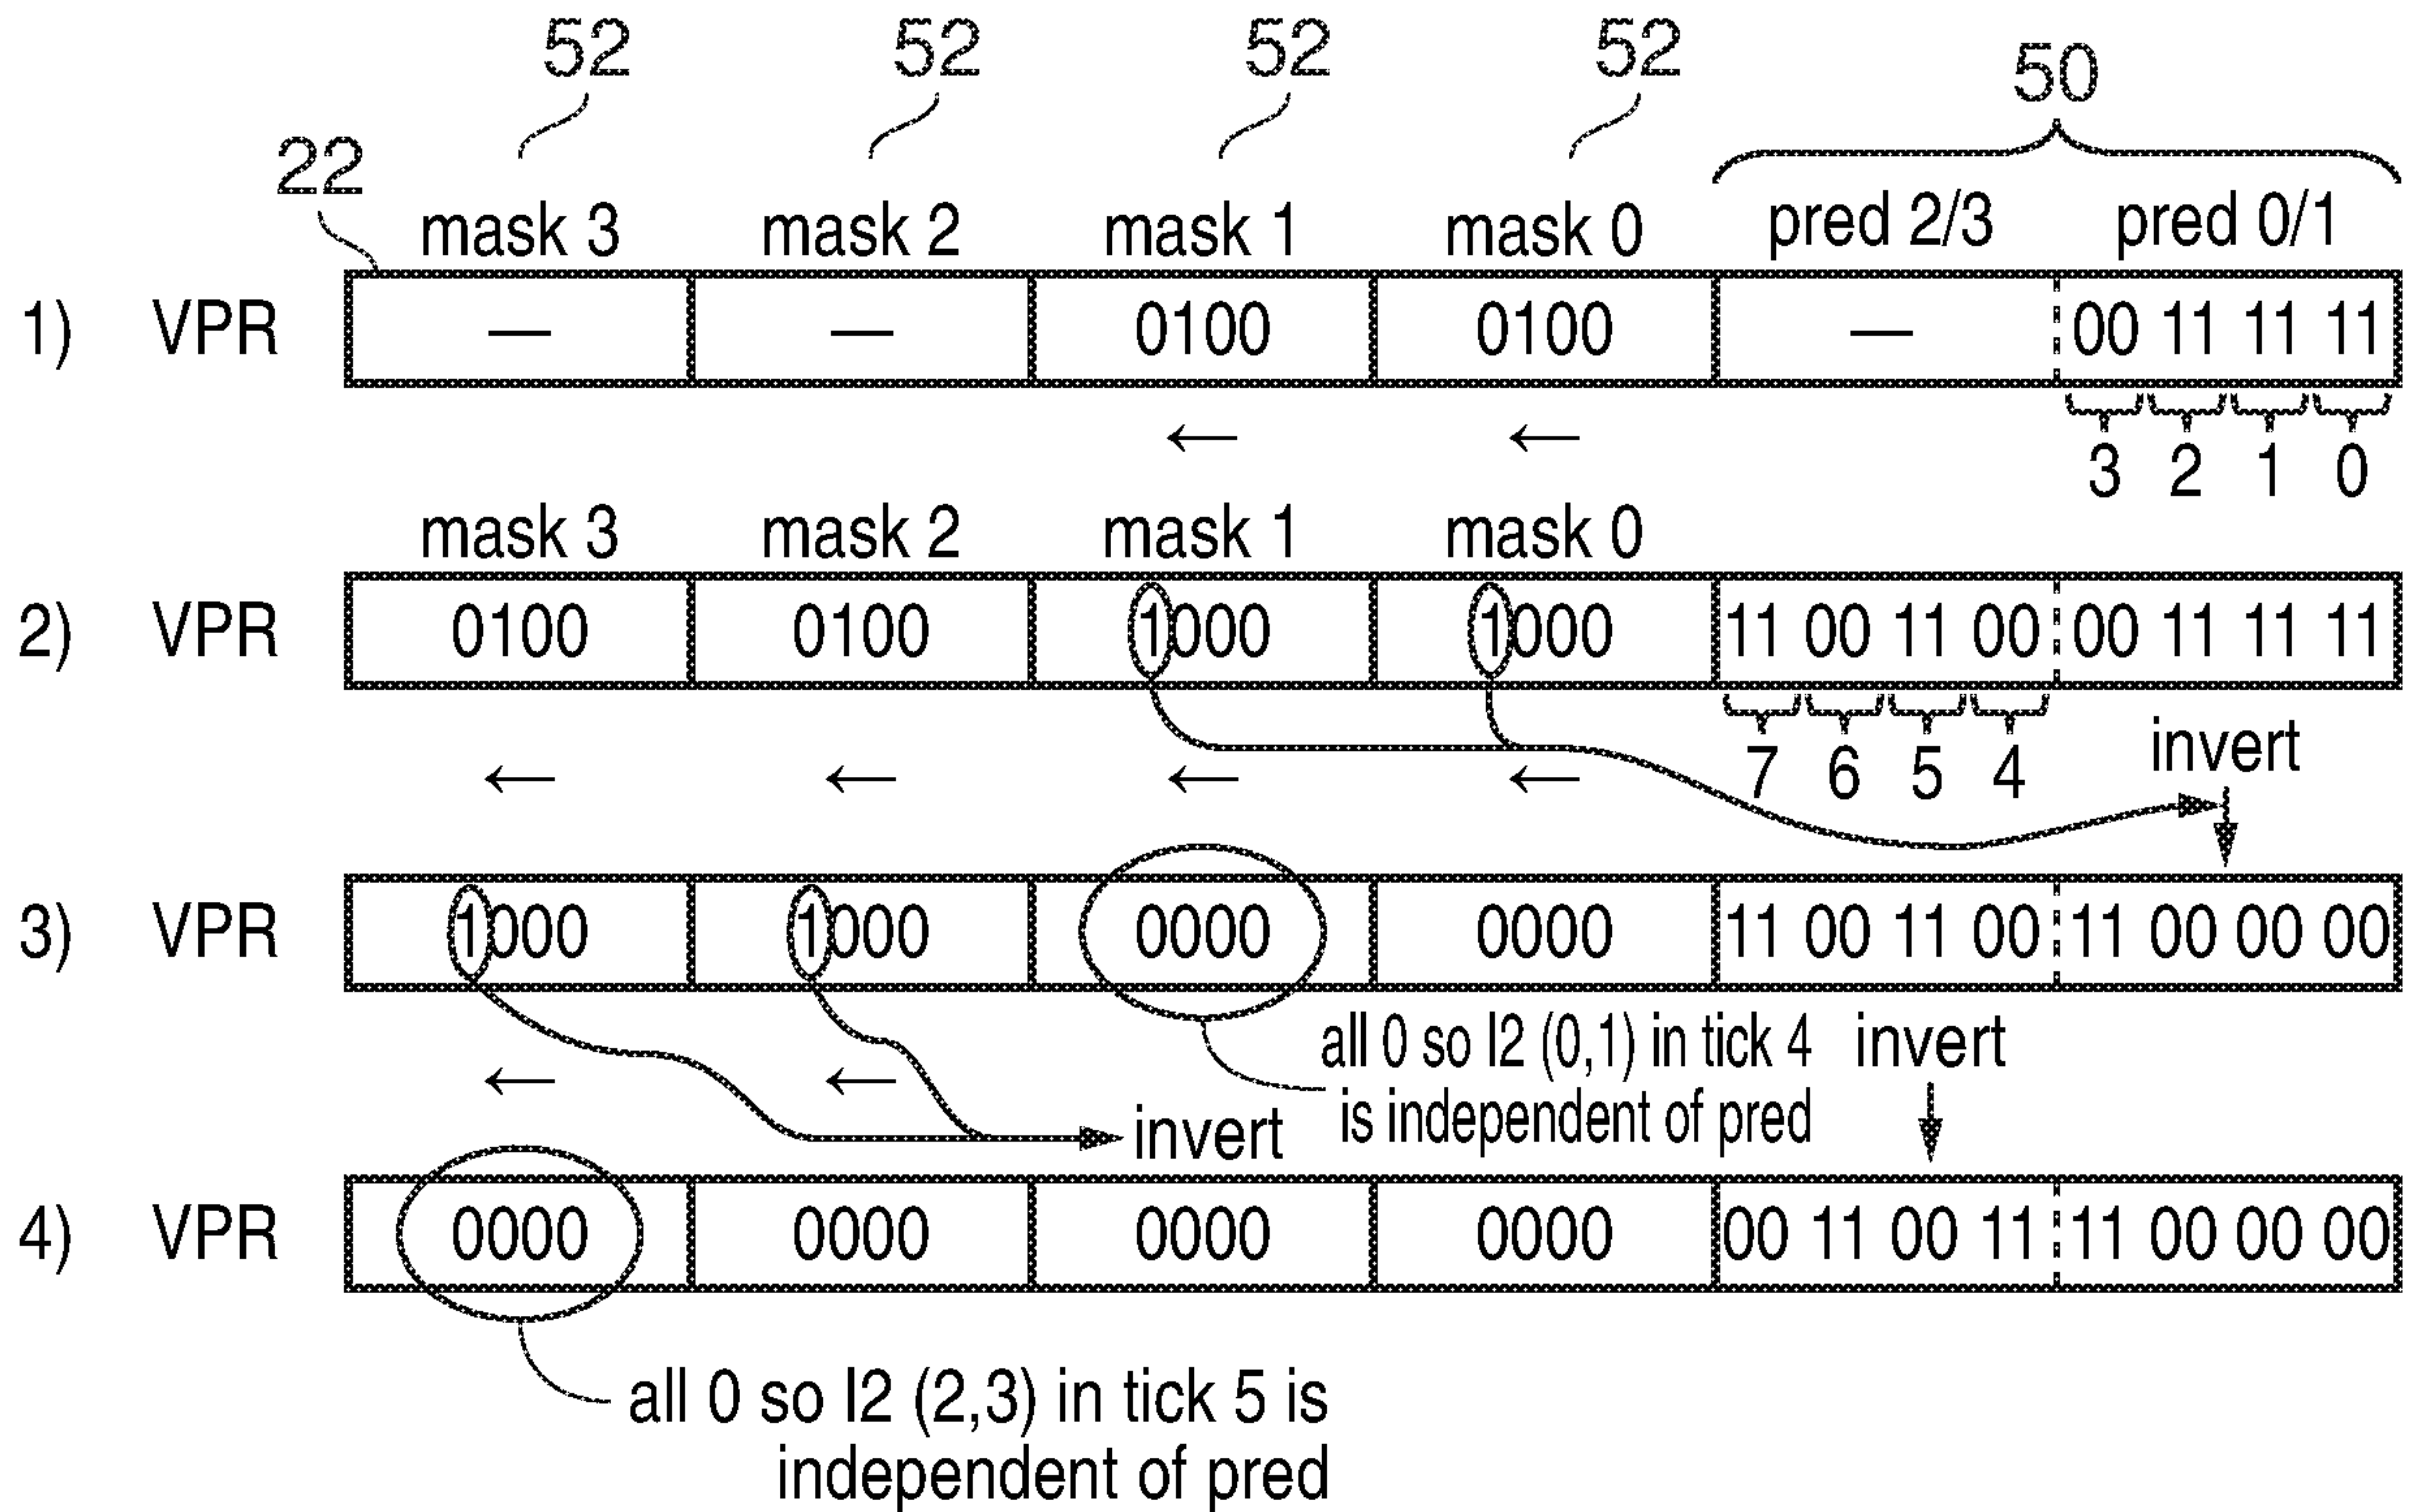 52 52 52 52 50
22
mask 3 mask 2 mask 1 mask 0 pred 2/3 pred 0/1
1) VPR — — 0100 0100 — 00 11 11 11
← ← 3 2 1 0
mask 3 mask 2 mask 1 mask 0
2) VPR 0100 0100 1000 1000 11 00 11 00 00 11 11 11
← ← ← ← 7 6 5 4 invert
3) VPR 1000 1000 0000 0000 11 00 11 00 11 00 00 00
all 0 so I2 (0,1) in tick 4 invert
← ← is independent of pred
invert
4) VPR 0000 0000 0000 0000 00 11 00 11 11 00 00 00
all 0 so I2 (2,3) in tick 5 is
independent of pred